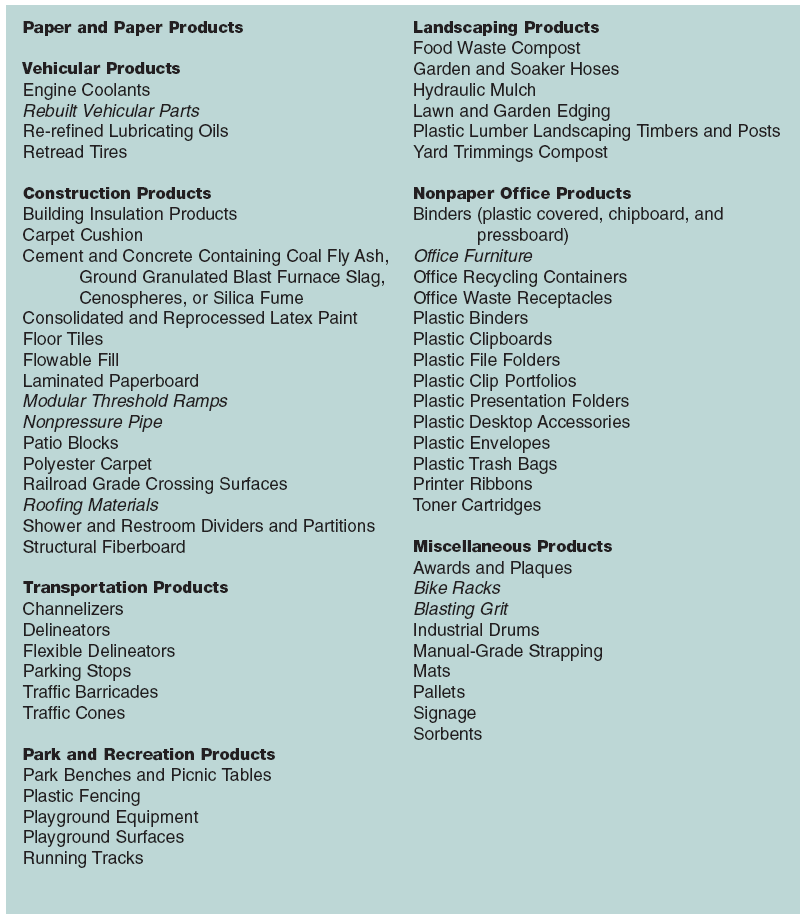 Paper and Paper Products
Vehicular Products
Engine Coolants
Rebuilt Vehicular Parts
Re-refined Lubricating Oils
Retread Tires
Construction Products
Building Insulation Products
Carpet Cushion
Cement and Concrete Containing Coal Fly Ash,
Ground Granulated Blast Furnace Slag,
Cenospheres, or Silica Fume
Consolidated and Reprocessed Latex Paint
Floor Tiles
Flowable Fill
Laminated Paperboard
Modular Threshold Ramps
Nonpressure Pipe
Patio Blocks
Polyester Carpet
Railroad Grade Crossing Surfaces
Roofing Materials
Shower and Restroom Dividers and Partitions
Structural Fiberboard
Transportation Products
Channelizers
Delineators
Flexible Delineators
Parking Stops
Traffic Barricades
Traffic Cones
Park and Recreation Products
Park Benches and Picnic Tables
Plastic Fencing
Playground Equipment
Playground Surfaces
Running Tracks
Landscaping Products
Food Waste Compost
Garden and Soaker Hoses
Hydraulic Mulch
Lawn and Garden Edging
Plastic Lumber Landscaping Timbers and Posts
Yard Trimmings Compost
Nonpaper Office Products
Binders (plastic covered, chipboard, and
pressboard)
Office Furniture
Office Recycling Containers
Office Waste Receptacles
Plastic Binders
Plastic Clipboards
Plastic File Folders
Plastic Clip Portfolios
Plastic Presentation Folders
Plastic Desktop Accessories
Plastic Envelopes
Plastic Trash Bags
Printer Ribbons
Toner Cartridges
Miscellaneous Products
Awards and Plaques
Bike Racks
Blasting Grit
Industrial Drums
Manual-Grade Strapping
Mats
Pallets
Signage
Sorbents